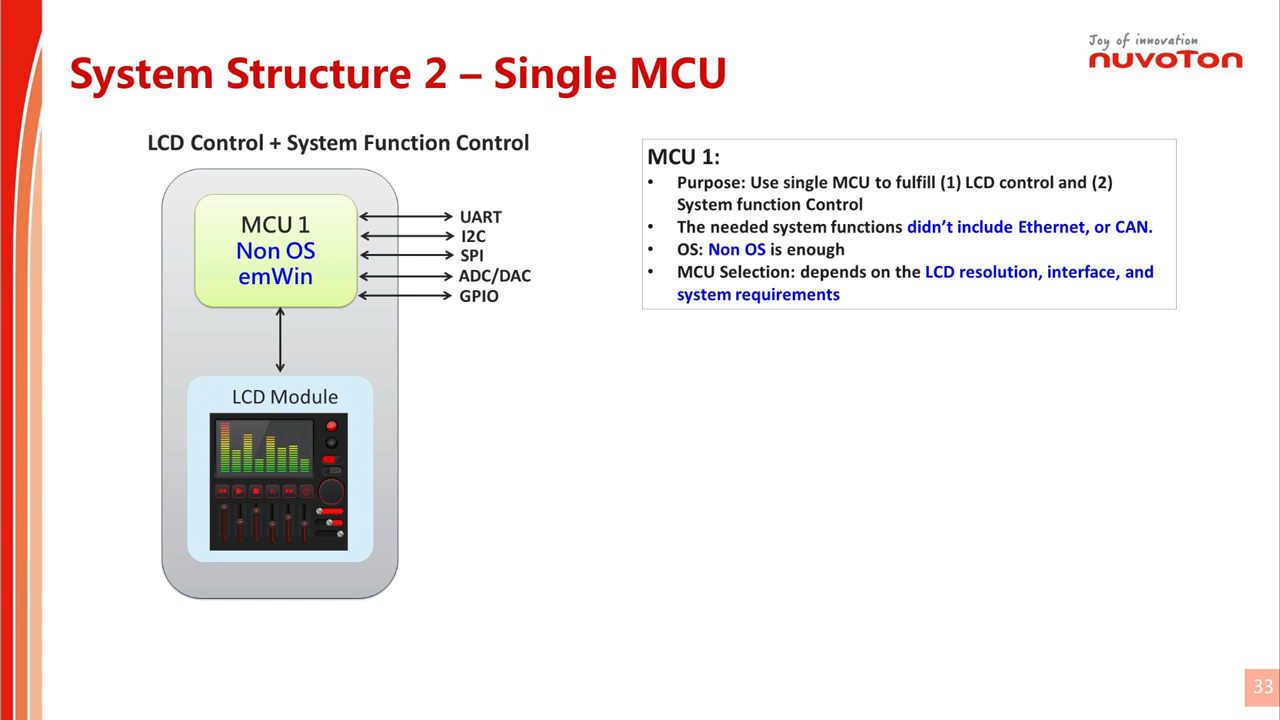 Joy of innovation
nuvoTon
System Structure 2 – Single MCU
LCD Control + System Function Control
MCU 1
Non OS
emWin
UART
I2C
SPI
ADC/DAC
GPIO
LCD Module
MCU 1:
• Purpose: Use single MCU to fulfill (1) LCD control and (2)
System function Control
• The needed system functions didn’t include Ethernet, or CAN.
• OS: Non OS is enough
• MCU Selection: depends on the LCD resolution, interface, and
system requirements
33